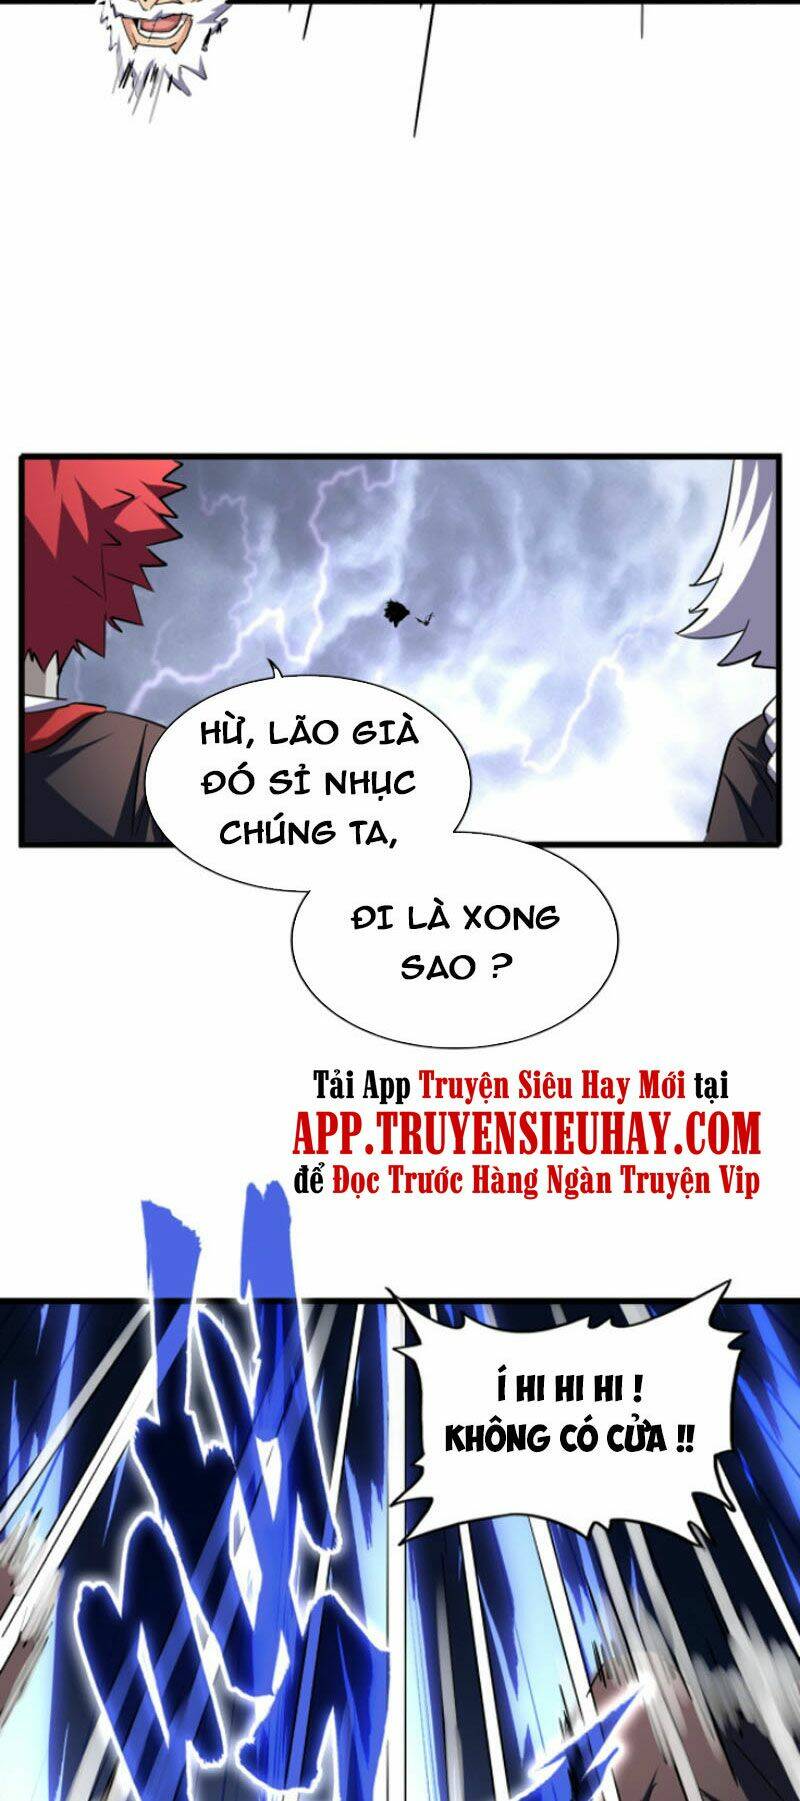 HỪ, LÃO GIÀ
ĐÓ SỈ NHỤC
CHÚNG TA,
ĐI LÀ XONG
SAO ?
Tải App Truyện Siêu Hay Mới tại
APP.TRUYENSIEUHAY.COM
để Đọc Trước Hàng Ngàn Truyện Vip
Í HI HI HI !
KHÔNG CÓ CỬA !!